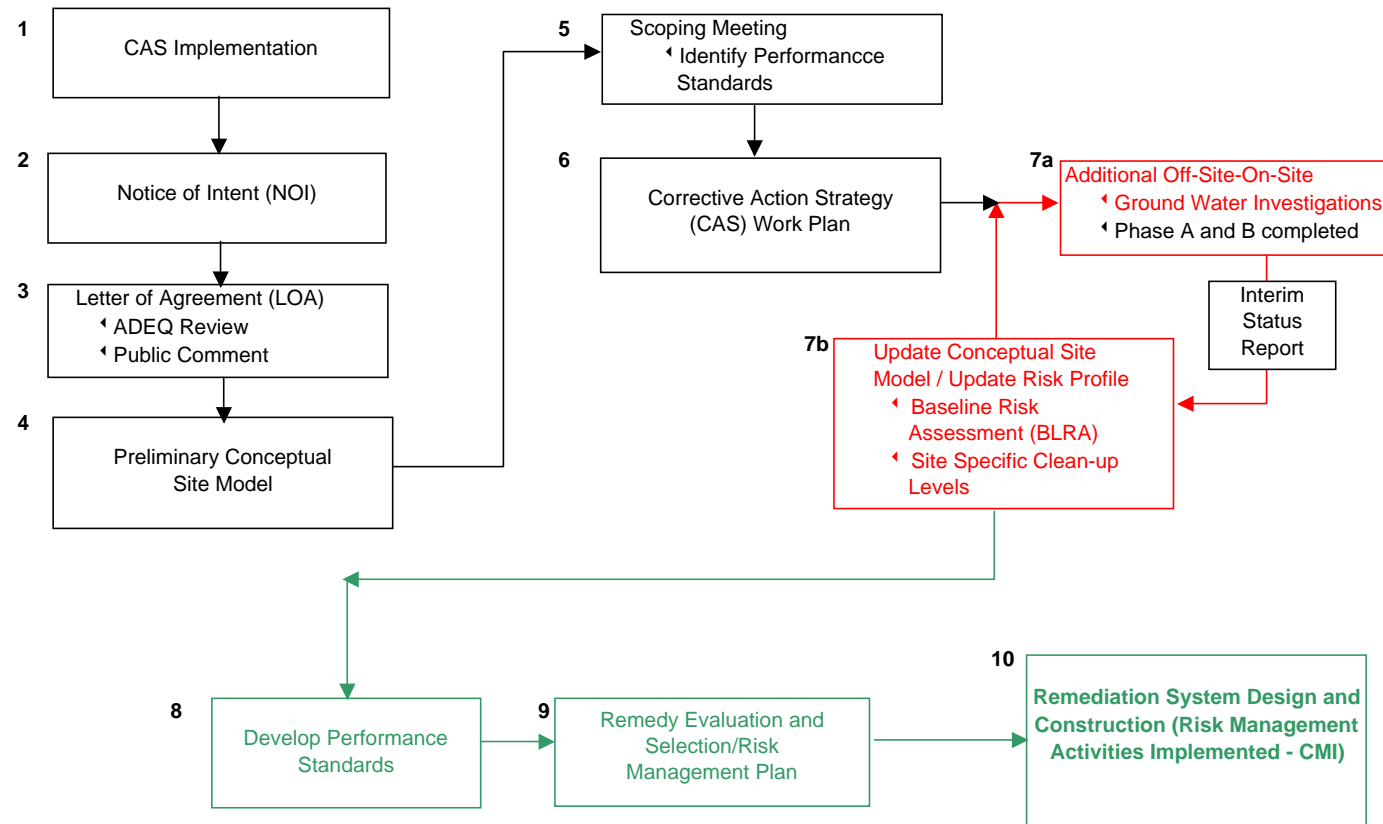 1
CAS Implementation
2
Notice of Intent (NOI)
3
Letter of Agreement (LOA)
ADEQ Review
Public Comment
4
Preliminary Conceptual
Site Model
5
Scoping Meeting
Identify Performancce
Standards
6
Corrective Action Strategy
(CAS) Work Plan
7a
Additional Off-Site-On-Site
Ground Water Investigations
Phase A and B completed
Interim
Status
Report
7b
Update Conceptual Site
Model / Update Risk Profile
Baseline Risk
Assessment (BLRA)
Site Specific Clean-up
Levels
8
Develop Performance
Standards
9
Remedy Evaluation and
Selection/Risk
Management Plan
10
Remediation System Design and
Construction (Risk Management
Activities Implemented - CMI)